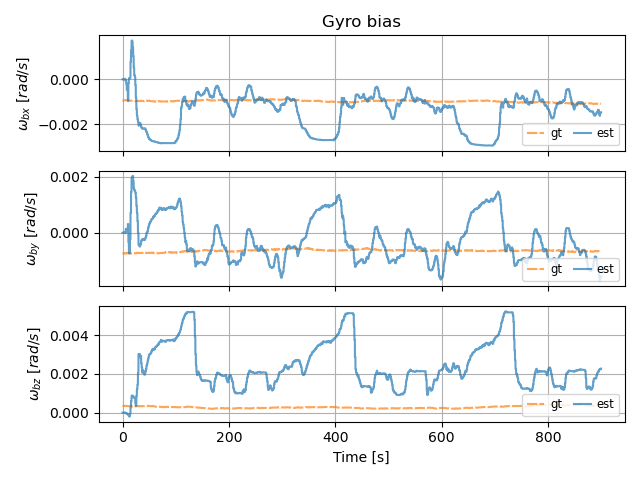 Gyro bias
ω_bx [rad/s]
0.000
−0.002
gt est
ω_by [rad/s]
0.002
0.000
gt est
ω_bz [rad/s]
0.004
0.002
0.000
gt est
0 200 400 600 800
Time [s]